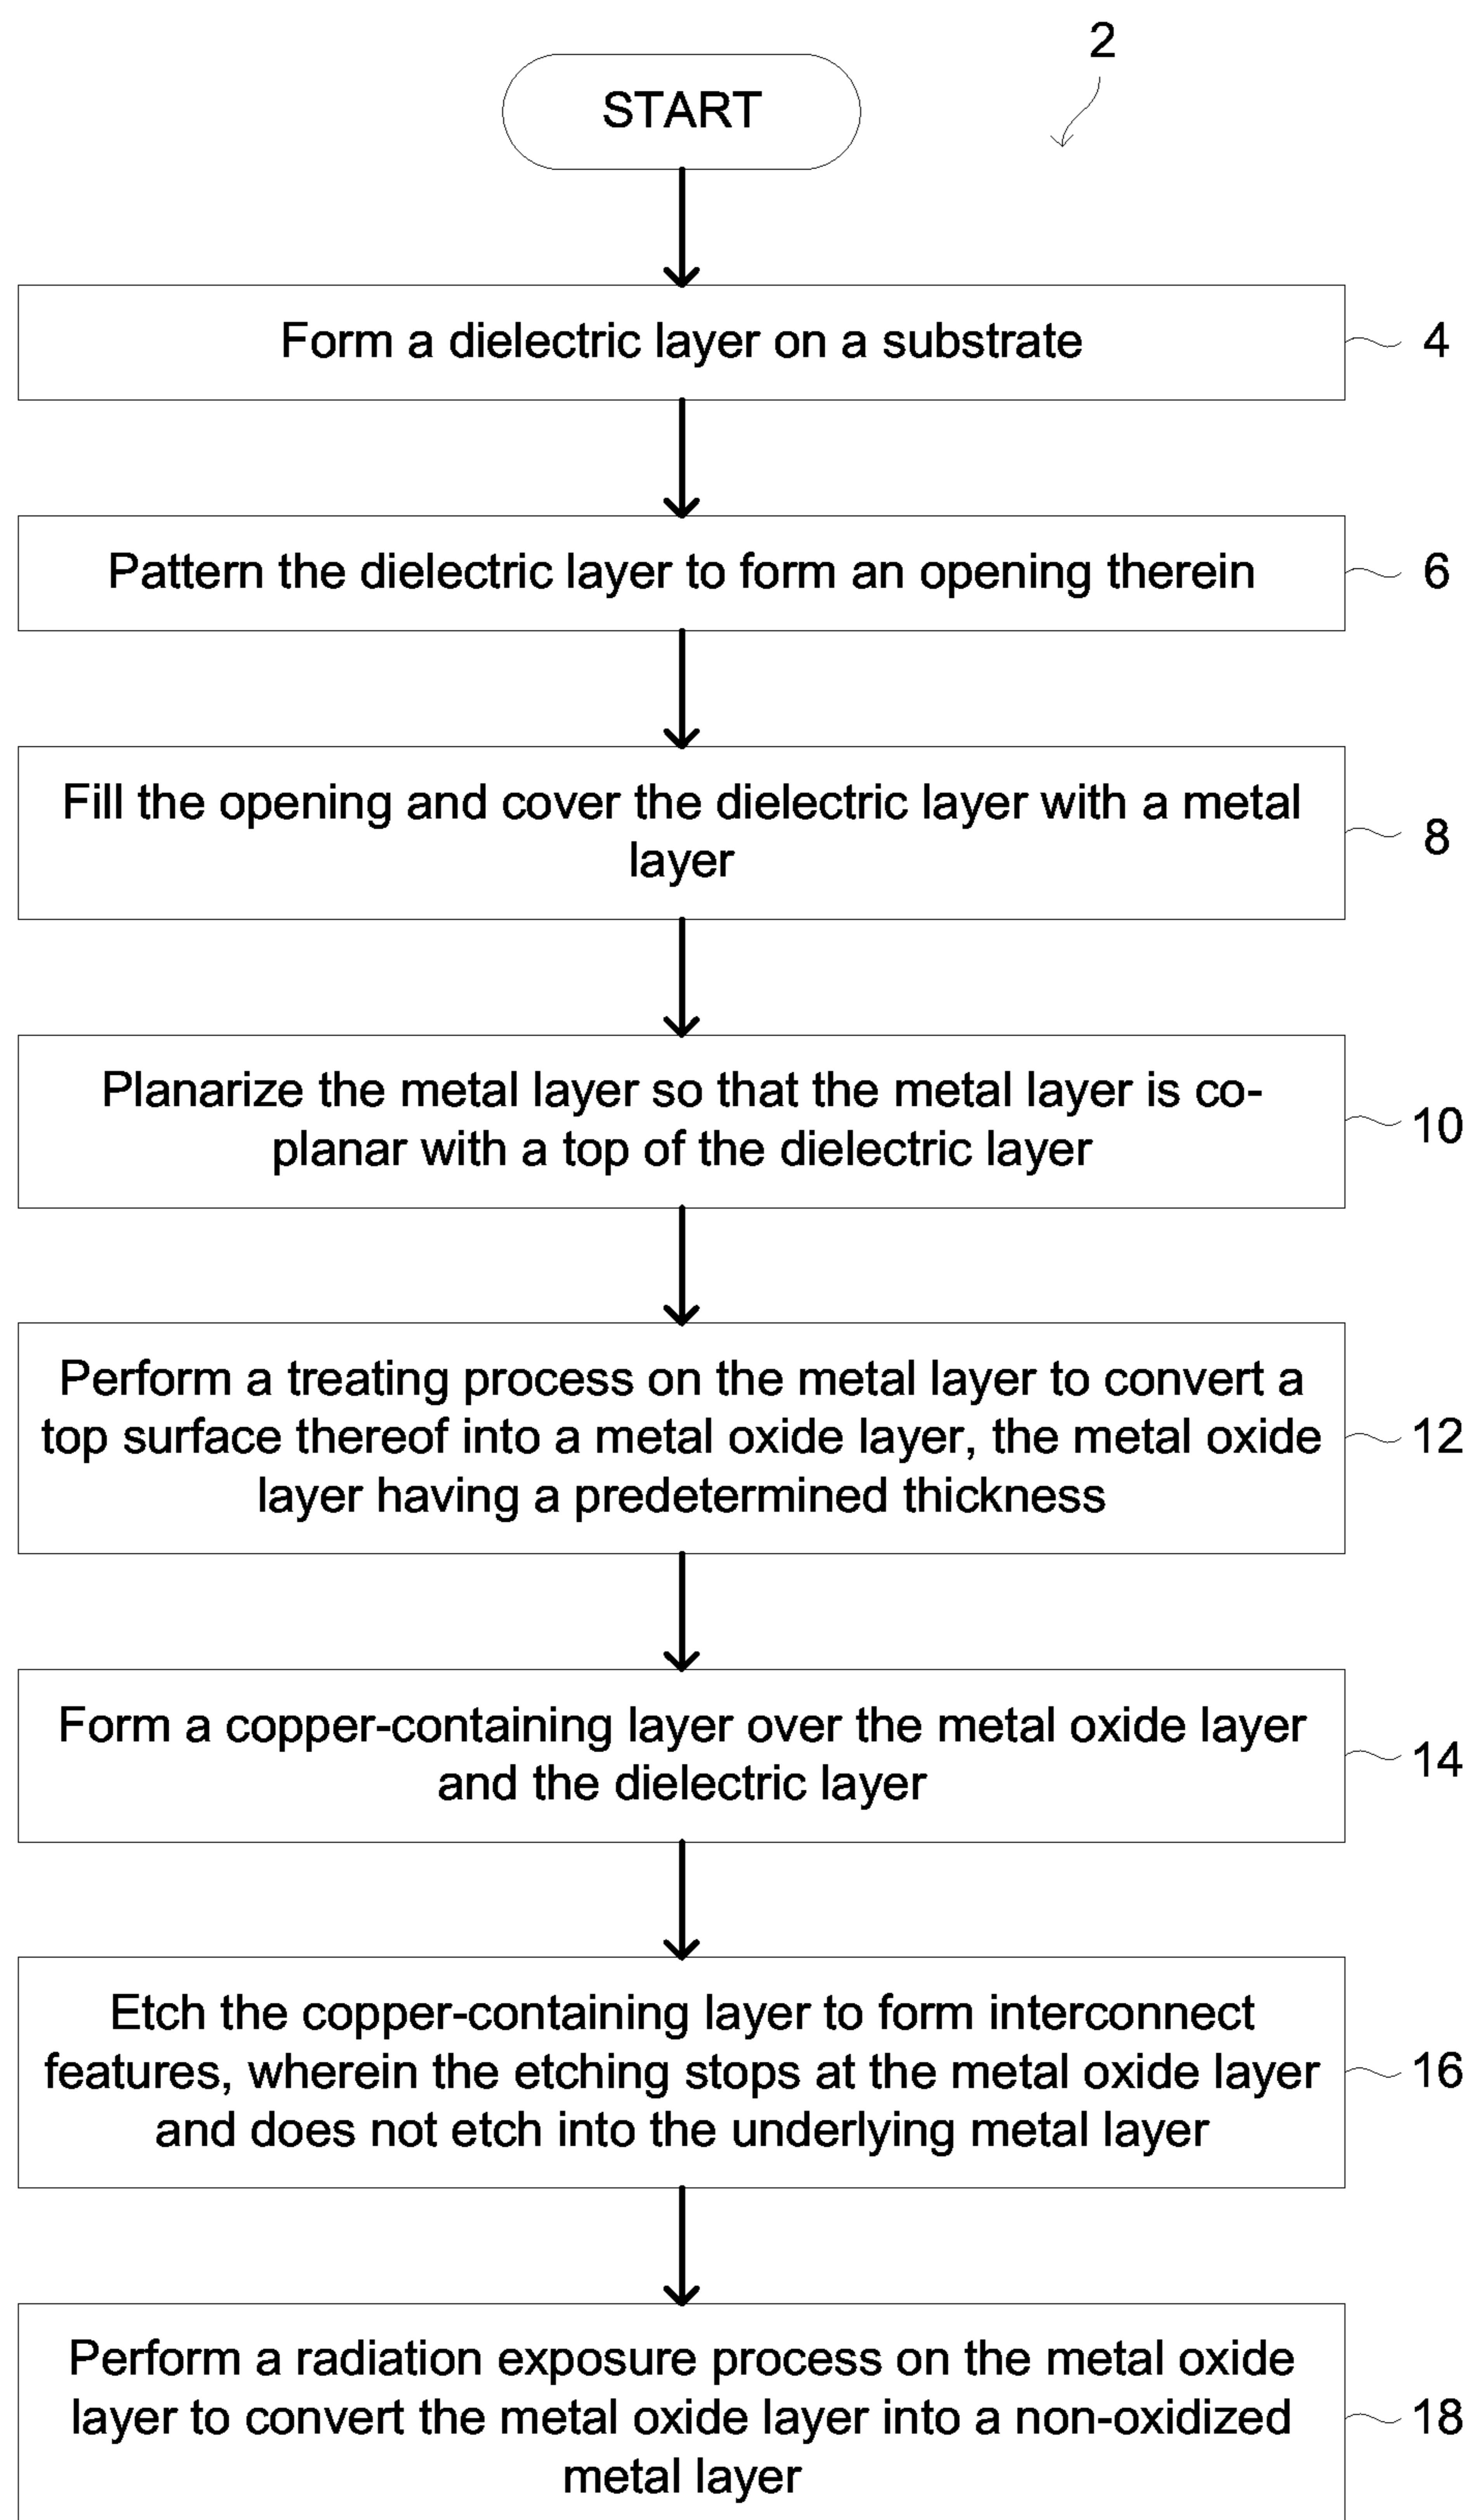 2
START
Form a dielectric layer on a substrate
4
Pattern the dielectric layer to form an opening therein
6
Fill the opening and cover the dielectric layer with a metal
layer
8
Planarize the metal layer so that the metal layer is co-
planar with a top of the dielectric layer
10
Perform a treating process on the metal layer to convert a
top surface thereof into a metal oxide layer, the metal oxide
layer having a predetermined thickness
12
Form a copper-containing layer over the metal oxide layer
and the dielectric layer
14
Etch the copper-containing layer to form interconnect
features, wherein the etching stops at the metal oxide layer
and does not etch into the underlying metal layer
16
Perform a radiation exposure process on the metal oxide
layer to convert the metal oxide layer into a non-oxidized
metal layer
18